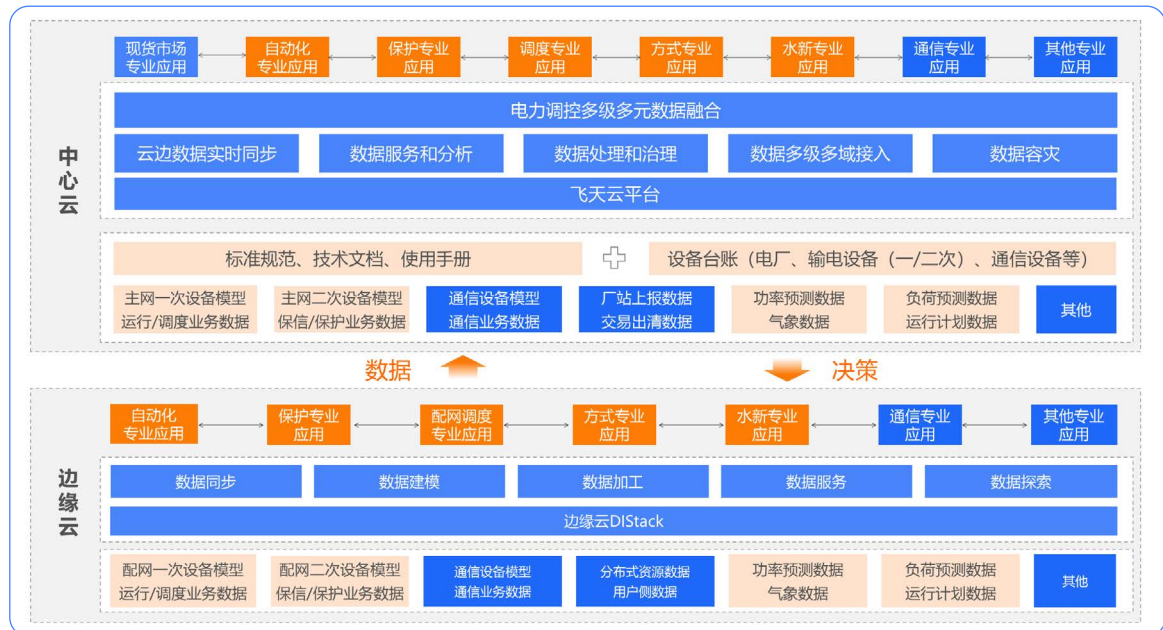 中心云
现货市场
专业应用
自动化
专业应用
保护专业
应用
调度专业
应用
方式专业
应用
水新专业
应用
通信专业
应用
其他专业
应用
电力调控多级多元数据融合
云边数据实时同步
数据服务和分析
数据处理和治理
数据多级多域接入
数据容灾
飞天云平台
标准规范、技术文档、使用手册
设备台账（电厂、输电设备（一/二次）、通信设备等）
主网一次设备模型
运行/调度业务数据
主网二次设备模型
保信/保护业务数据
通信设备模型
通信业务数据
厂站上报数据
交易出清数据
功率预测数据
气象数据
负荷预测数据
运行计划数据
其他
数据
决策
边缘云
自动化
专业应用
保护专业
应用
配网调度
专业应用
方式专业
应用
水新专业
应用
通信专业
应用
其他专业
应用
数据同步
数据建模
数据加工
数据服务
数据探索
边缘云DIStack
配网一次设备模型
运行/调度业务数据
配网二次设备模型
保信/保护业务数据
通信设备模型
通信业务数据
分布式资源数据
用户侧数据
功率预测数据
气象数据
负荷预测数据
运行计划数据
其他